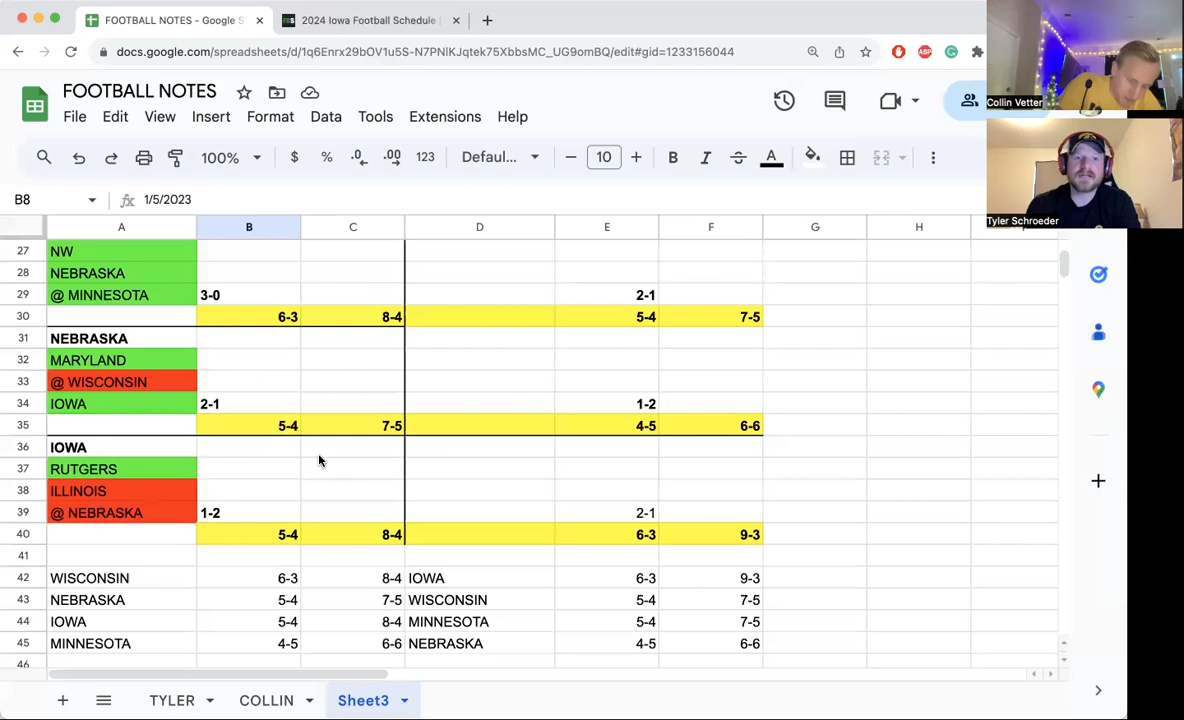 FOOTBALL NOTES - Google S
2024 Iowa Football Schedule
docs.google.com/spreadsheets/d/1q6Enrx29bOV1u5S-N7PNlKJqtek75XbbsMC_UG9omBQ/edit#gid=1233156044
ABP
Collin Vetter
FOOTBALL NOTES
File Edit View Insert Format Data Tools Extensions Help
100% $ % .0 .00 123 Defaul... 10 B I A
Tyler Schroeder
B8 fx 1/5/2023
A B C D E F G H
27 NW
28 NEBRASKA
29 @ MINNESOTA 3-0 2-1
30 6-3 8-4 5-4 7-5
31 NEBRASKA
32 MARYLAND
33 @ WISCONSIN
34 IOWA 2-1 1-2
35 5-4 7-5 4-5 6-6
36 IOWA
37 RUTGERS
38 ILLINOIS
39 @ NEBRASKA 1-2 2-1
40 5-4 8-4 6-3 9-3
41
42 WISCONSIN 6-3 8-4 IOWA 6-3 9-3
43 NEBRASKA 5-4 7-5 WISCONSIN 5-4 7-5
44 IOWA 5-4 8-4 MINNESOTA 5-4 7-5
45 MINNESOTA 4-5 6-6 NEBRASKA 4-5 6-6
46
TYLER COLLIN Sheet3